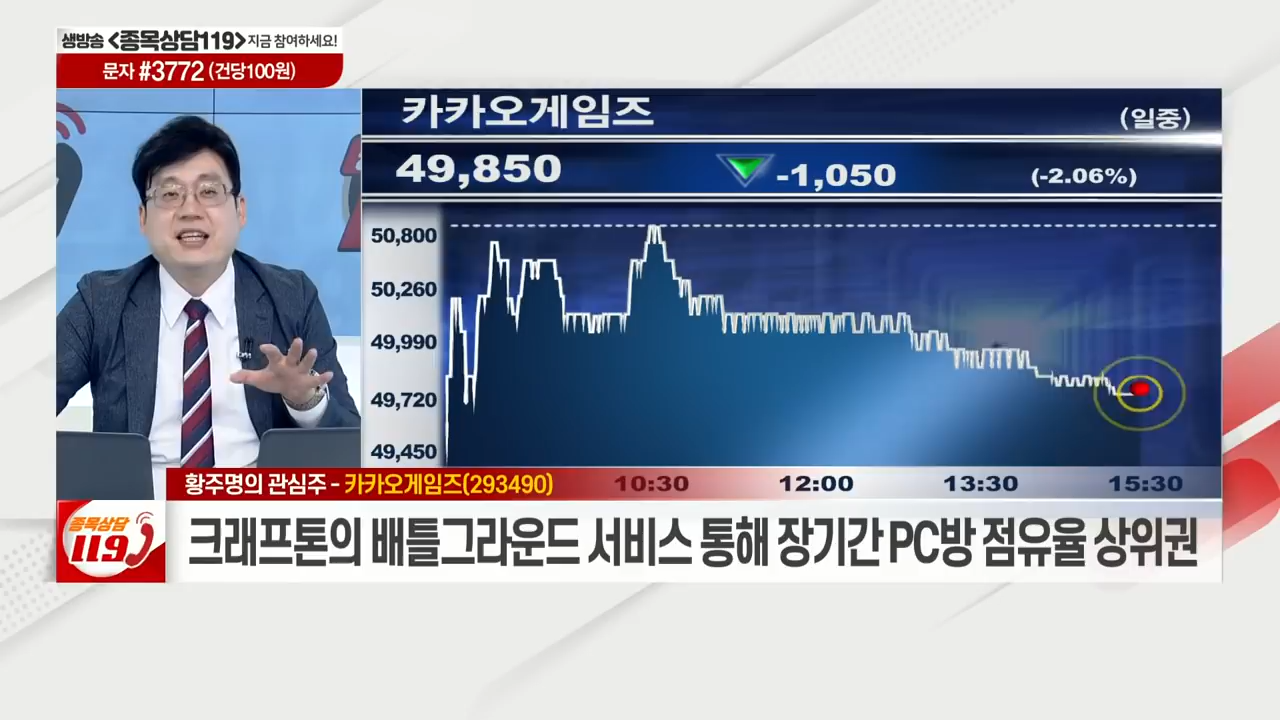 생방송 <종목상담119> 지금 참여하세요!
문자 #3772 (건당100원)
카카오게임즈
(일중)
49,850
-1,050
(-2.06%)
50,800
50,260
49,990
49,720
49,450
10:30
12:00
13:30
15:30
황주명의 관심주 - 카카오게임즈(293490)
종목상담
119
크래프톤의 배틀그라운드 서비스 통해 장기간 PC방 점유율 상위권